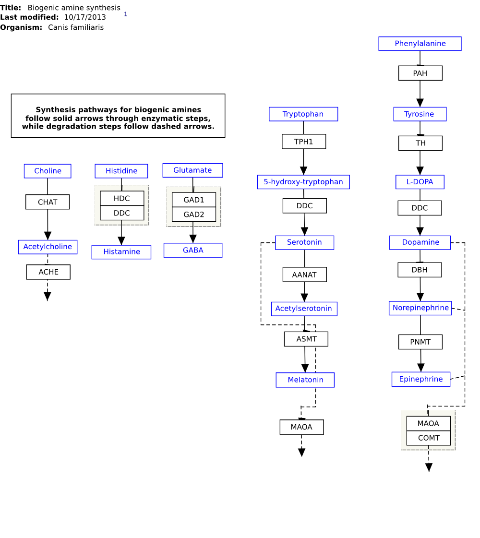 Title: Biogenic amine synthesis
Last modified: 10/17/2013 1
Organism: Canis familiaris
Phenylalanine
PAH
Synthesis pathways for biogenic amines
follow solid arrows through enzymatic steps,
while degradation steps follow dashed arrows.
Tryptophan
Tyrosine
TPH1
TH
Choline
Histidine
Glutamate
5-hydroxy-tryptophan
L-DOPA
CHAT
HDC
DDC
GAD1
GAD2
DDC
DDC
Acetylcholine
Histamine
GABA
Serotonin
Dopamine
ACHE
AANAT
DBH
Acetylserotonin
Norepinephrine
ASMT
PNMT
Melatonin
Epinephrine
MAOA
MAOA
COMT